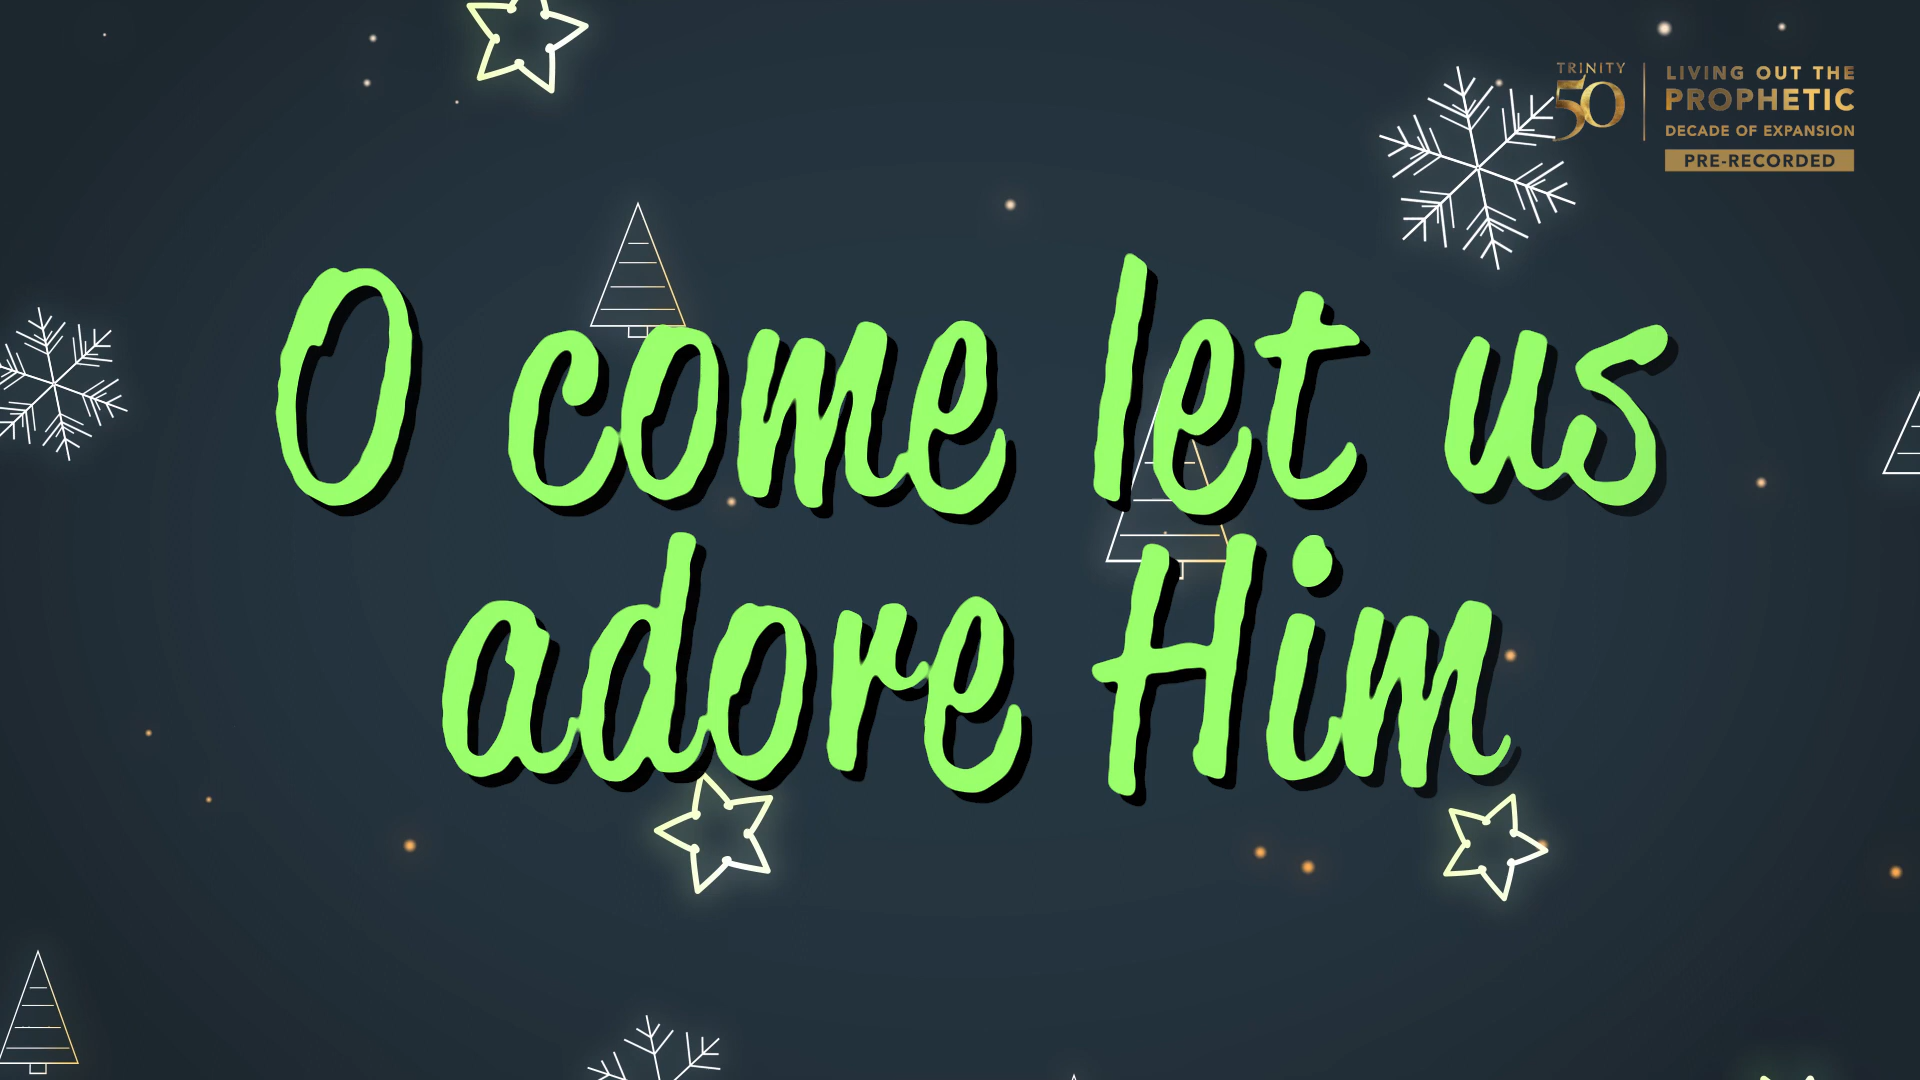 TRINITY
50
LIVING OUT THE
PROPHETIC
DECADE OF EXPANSION
PRE-RECORDED
O come let us
adore Him